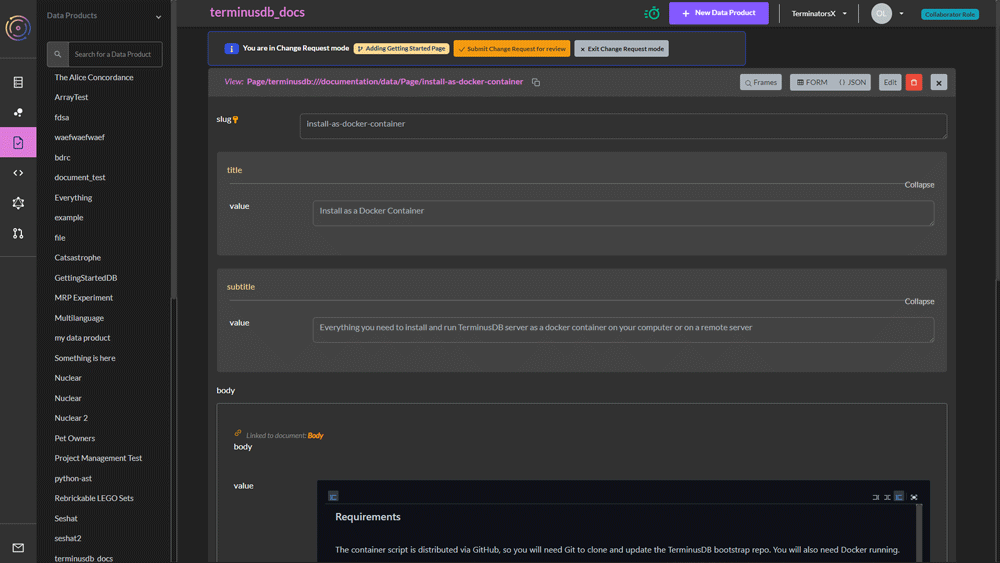 Data Products
terminusdb_docs
New Data Product
TerminatorsX
OL
Collaborator Role
Search for a Data Product
The Alice Concordance
ArrayTest
fdsa
waefwaefwaef
bdrc
document_test
Everything
example
file
Catsastrophe
GettingStartedDB
MRP Experiment
Multilanguage
my data product
Something is here
Nuclear
Nuclear
Nuclear 2
Pet Owners
Project Management Test
python-ast
Rebrickable LEGO Sets
Seshat
seshat2
terminusdb_docs
You are in Change Request mode
Adding Getting Started Page
Submit Change Request for review
Exit Change Request mode
View: Page/terminusdb:///documentation/data/Page/install-as-docker-container
Frames
FORM
JSON
Edit
slug
install-as-docker-container
title
Collapse
value
Install as a Docker Container
subtitle
Collapse
value
Everything you need to install and run TerminusDB server as a docker container on your computer or on a remote server
body
Linked to document: Body
body
value
Requirements
The container script is distributed via GitHub, so you will need Git to clone and update the TerminusDB bootstrap repo. You will also need Docker running.